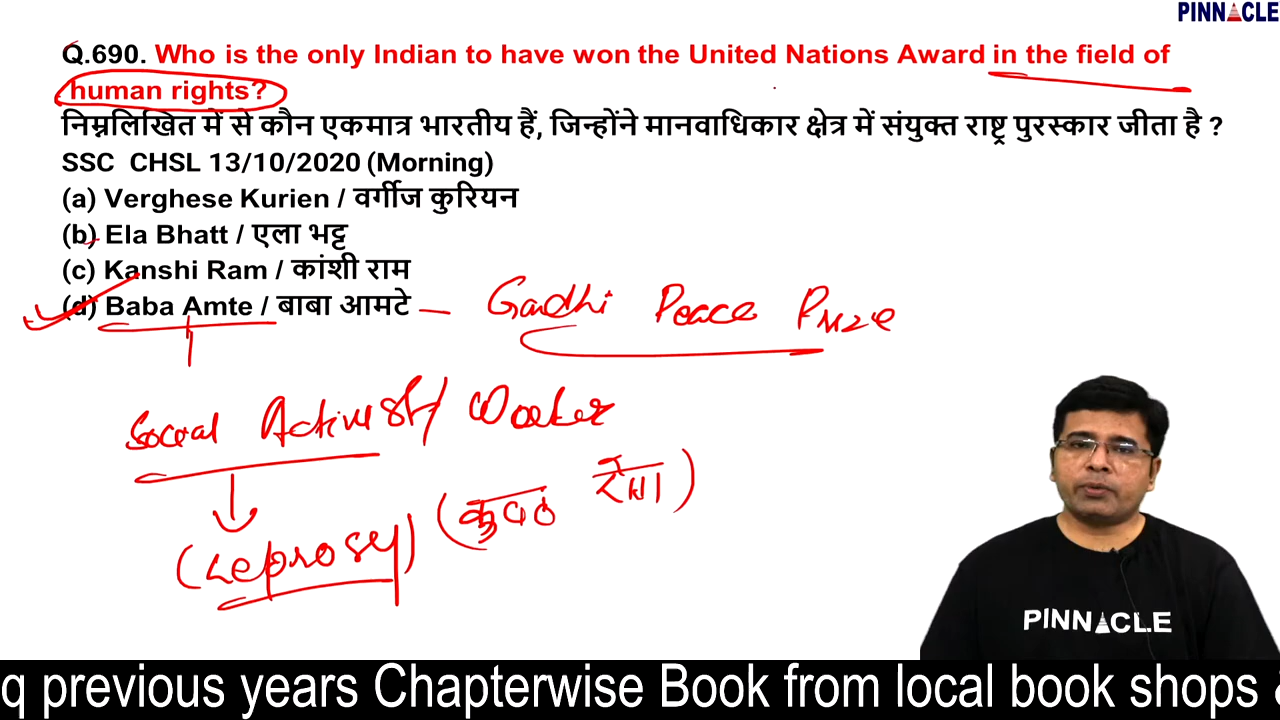 PINNACLE
Q.690. Who is the only Indian to have won the United Nations Award in the field of
human rights?
निम्नलिखित में से कौन एकमात्र भारतीय हैं, जिन्होंने मानवाधिकार क्षेत्र में संयुक्त राष्ट्र पुरस्कार जीता है ?
SSC CHSL 13/10/2020 (Morning)
(a) Verghese Kurien / वर्गीज कुरियन
(b) Ela Bhatt / एला भट्ट
(c) Kanshi Ram / कांशी राम
(d) Baba Amte / बाबा आमटे — Gandhi Peace Prize
Social Activist/ Worker
(Leprosy) (कुष्ठ रोग)
PINNACLE
q previous years Chapterwise Book from local book shops